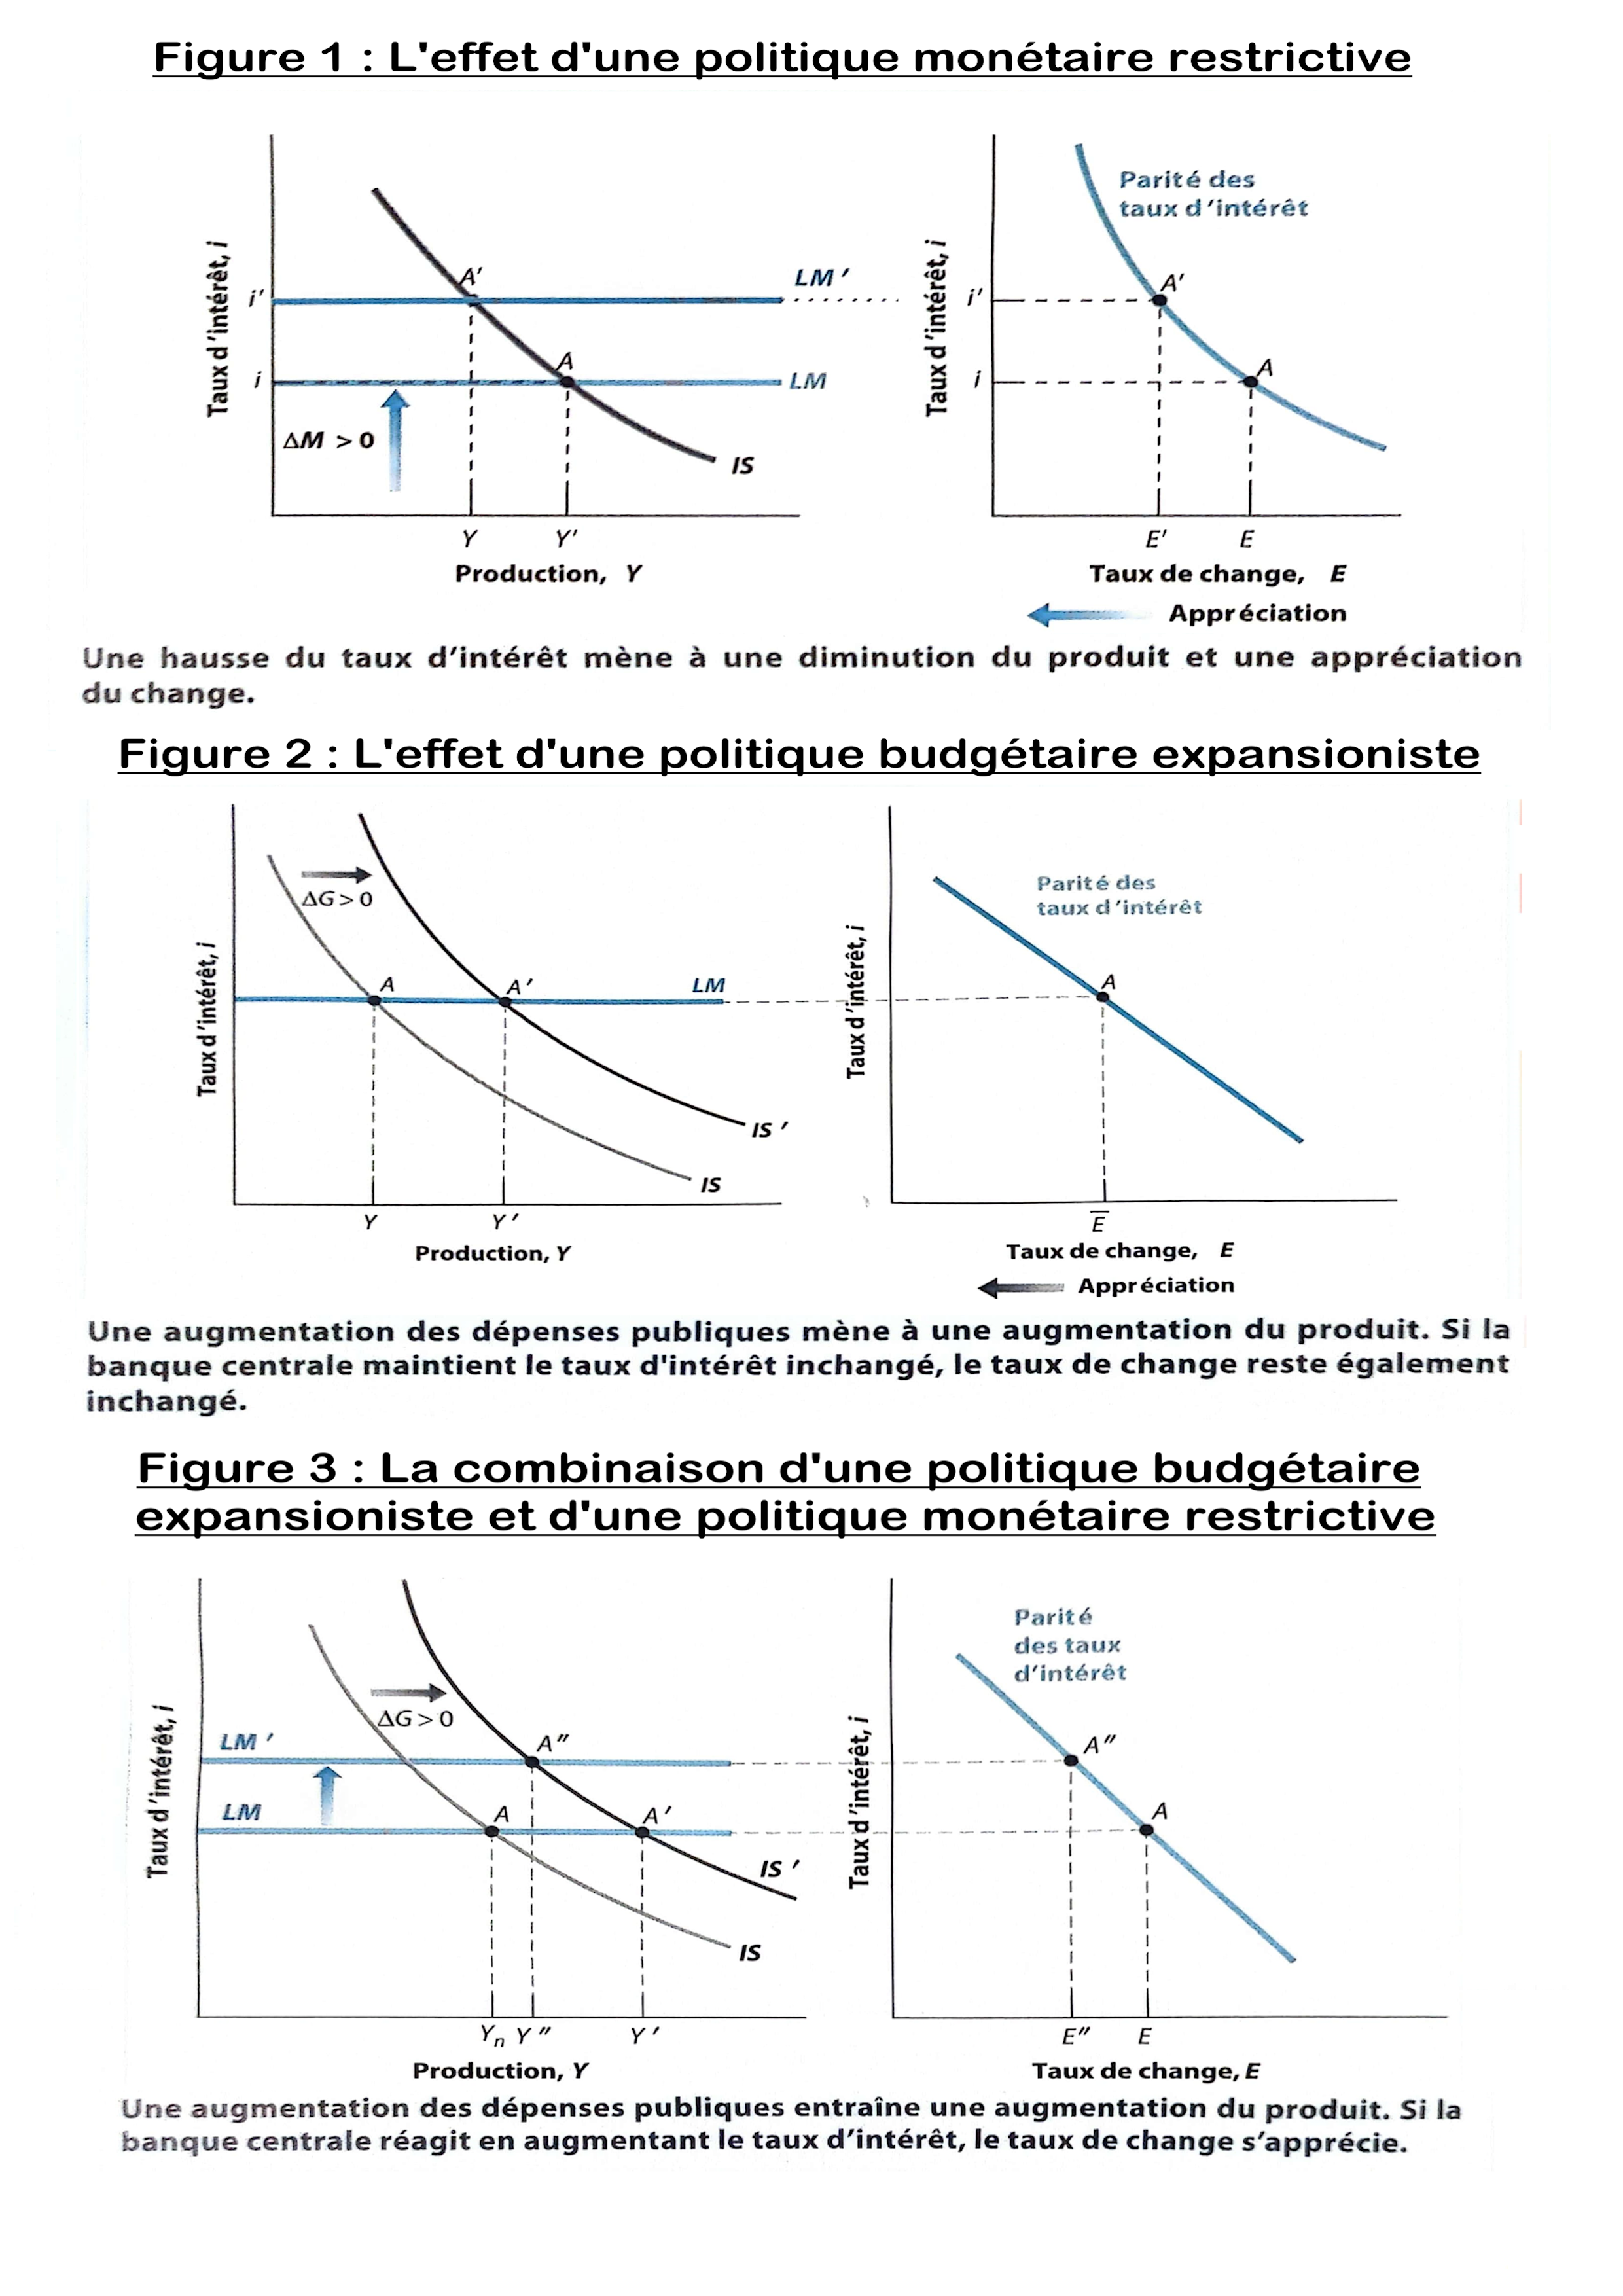 Figure 1 : L'effet d'une politique monétaire restrictive
Taux d'intérêt, i
i'
i
A'
A
LM '
LM
ΔM > 0
IS
Y
Y'
Production, Y
Taux d'intérêt, i
Parité des
taux d'intérêt
i'
i
A'
A
E'
E
Taux de change, E
Appréciation
Une hausse du taux d'intérêt mène à une diminution du produit et une appréciation
du change.
Figure 2 : L'effet d'une politique budgétaire expansioniste
Taux d'intérêt, i
ΔG > 0
A
A'
LM
IS '
IS
Y
Y '
Production, Y
Taux d'intérêt, i
Parité des
taux d'intérêt
A
E̅
Taux de change, E
Appréciation
Une augmentation des dépenses publiques mène à une augmentation du produit. Si la
banque centrale maintient le taux d'intérêt inchangé, le taux de change reste également
inchangé.
Figure 3 : La combinaison d'une politique budgétaire
expansioniste et d'une politique monétaire restrictive
Taux d'intérêt, i
ΔG > 0
LM '
LM
A''
A
A'
IS '
IS
Yn Y'' Y '
Production, Y
Taux d'intérêt, i
Parité
des taux
d'intérêt
A''
A
E''
E
Taux de change, E
Une augmentation des dépenses publiques entraîne une augmentation du produit. Si la
banque centrale réagit en augmentant le taux d'intérêt, le taux de change s'apprécie.